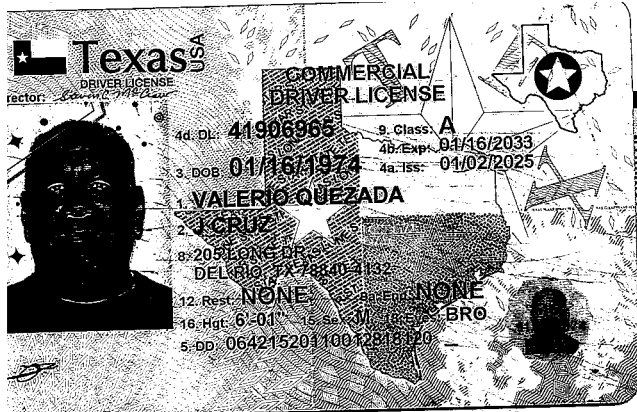 Texas USA
DRIVER LICENSE
rector:
COMMERCIAL
DRIVER LICENSE
4d. DL: 41906965 9. Class: A
4b. Exp: 01/16/2033
3. DOB: 01/16/1974 4a. Iss: 01/02/2025
1. VALERIO QUEZADA
2. J CRUZ
8. 205 LONG DR
DEL RIO, TX 78840-4132
12. Rest: NONE 9a. End: NONE
16. Hgt: 6'-01" 15. Sex: M 18. Eyes: BRO
5. DD: 06421520110012818120